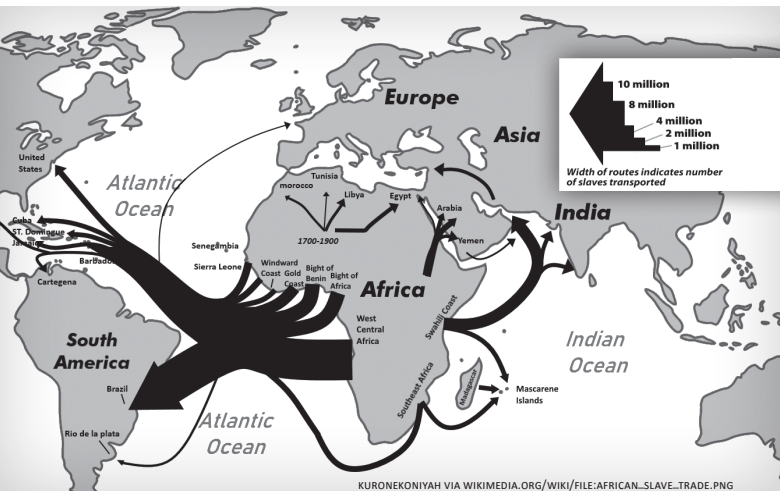 Europe
Asia
10 million
8 million
4 million
2 million
1 million
Width of routes indicates number
of slaves transported
United
States
Atlantic
Ocean
Tunisia
morocco
Libya
Egypt
1700-1900
Arabia
Yemen
India
Cuba
ST. Domingue
Jamaica
Barbados
Cartegena
Senegambia
Sierra Leone
Windward
Coast
Gold
Coast
Bight of
Benin
Bight of
Africa
Africa
West
Central
Africa
Swahili Coast
Southeast Africa
Madagascar
Mascarene
Islands
Indian
Ocean
South
America
Brazil
Rio de la plata
Atlantic
Ocean
KURONEKONIYAH VIA WIKIMEDIA.ORG/WIKI/FILE:AFRICAN_SLAVE_TRADE.PNG